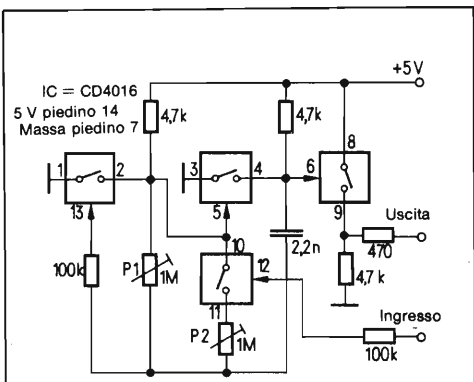 +5V
IC = CD4016
5 V piedino 14
Massa piedino 7
4,7k
4,7k
8
1
2
3
4
6
13
5
9
Uscita
470
2,2n
10
12
100k
P1
1M
4,7 k
11
Ingresso
P2
1M
100k